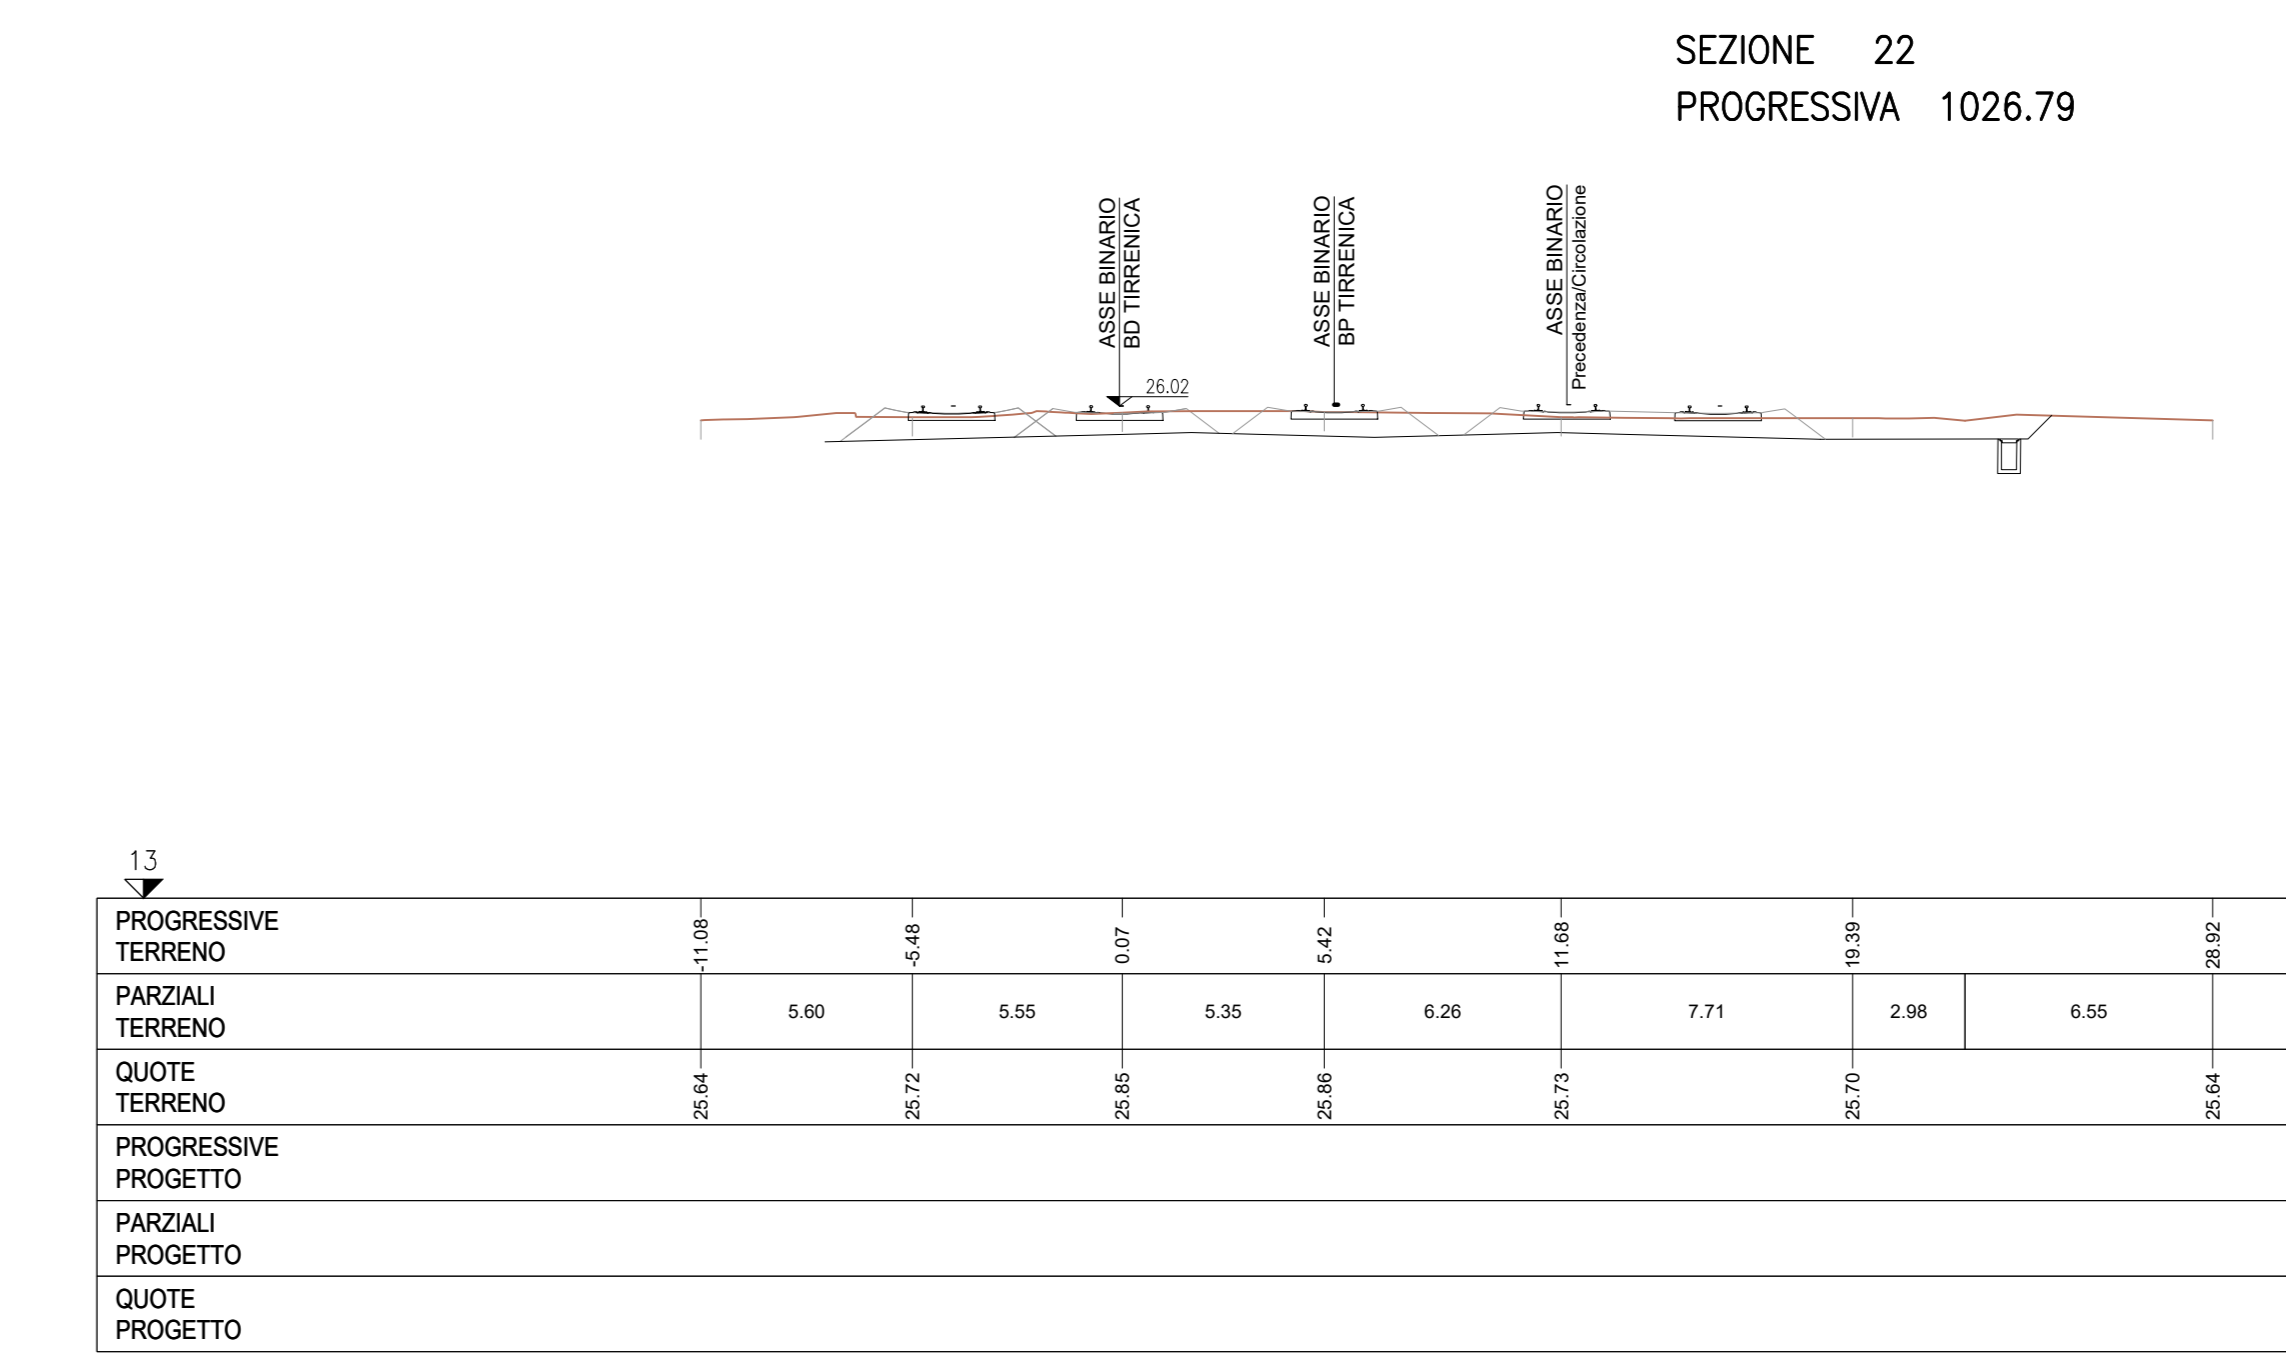 SEZIONE 22
PROGRESSIVA 1026.79
ASSE BINARIO
BD TIRRENICA
ASSE BINARIO
BP TIRRENICA
ASSE BINARIO
Precedenza/Circolazione
26.02
13
PROGRESSIVE
TERRENO
-11.08 -5.48 0.07 5.42 11.68 19.39 28.92
PARZIALI
TERRENO
5.60 5.55 5.35 6.26 7.71 2.98 6.55
QUOTE
TERRENO
25.64 25.72 25.85 25.86 25.73 25.70 25.64
PROGRESSIVE
PROGETTO
PARZIALI
PROGETTO
QUOTE
PROGETTO